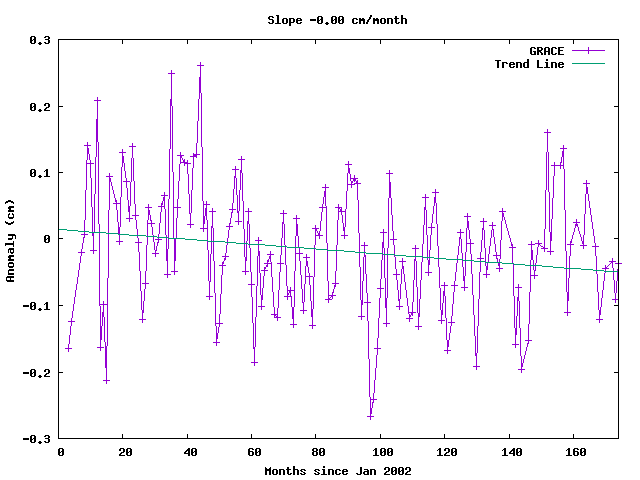 Slope -0.00 cm/month
0.3
GRACE
Trend Line
0.2
0.1
0
-0.1
-0.2
-0.3
Anomaly (cm)
0 20 40 60 80 100 120 140 160
Months since Jan 2002